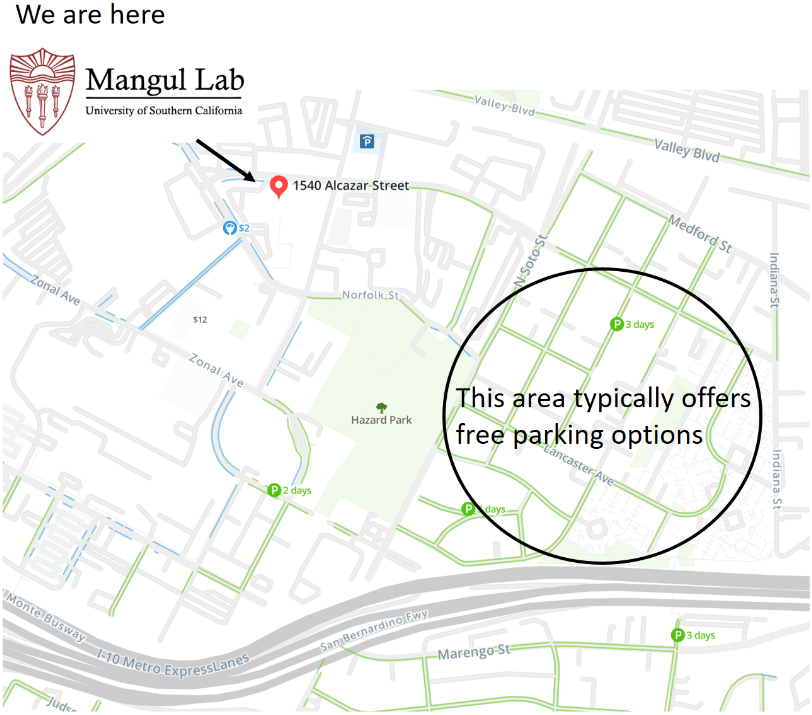 We are here
Mangul Lab
University of Southern California
Valley Blvd
P
Valley Blvd
1540 Alcazar Street
Medford St
$2
N Soto St
Indiana St
Zonal Ave
Norfolk St
$12
P 3 days
Zonal Ave
This area typically offers
free parking options
Hazard Park
Lancaster Ave
Indiana St
P 2 days
P days
Monte Busway
I-10 Metro ExpressLanes
San Bernardino Fwy
P 3 days
Marengo St